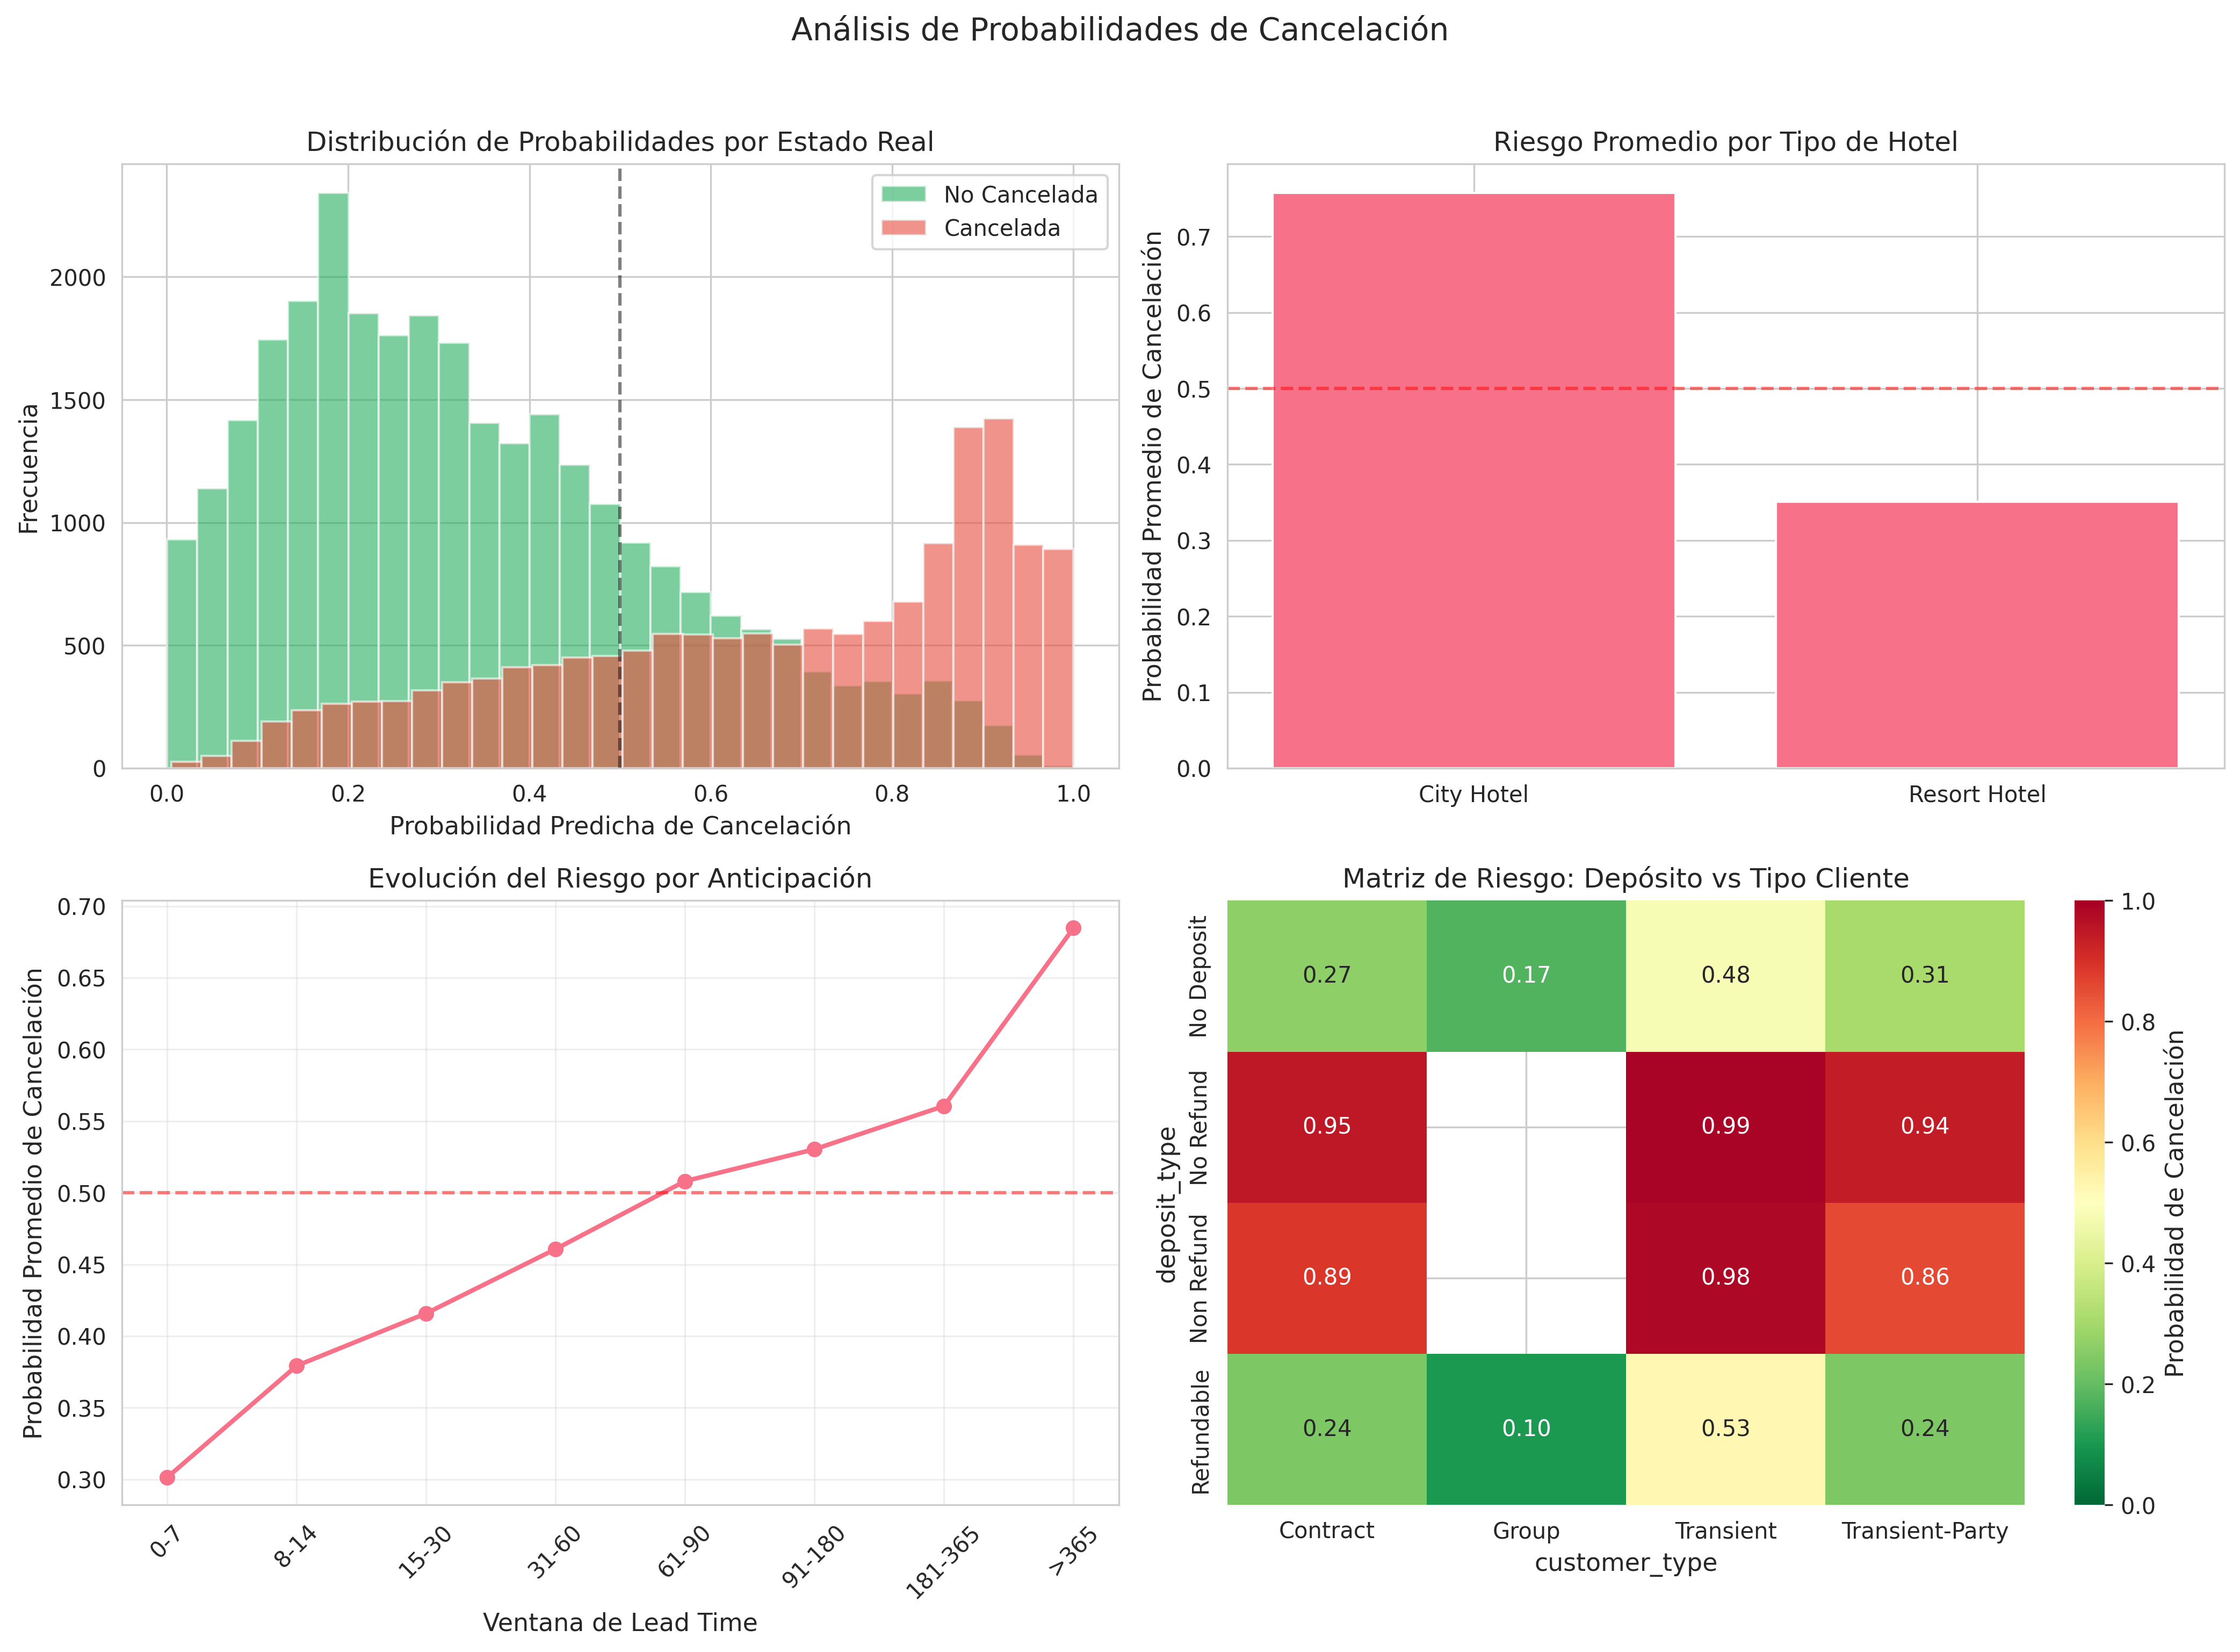 Análisis de Probabilidades de Cancelación
Distribución de Probabilidades por Estado Real
No Cancelada
Cancelada
Frecuencia
2000
1500
1000
500
0
0.0
0.2
0.4
0.6
0.8
1.0
Probabilidad Predicha de Cancelación
Riesgo Promedio por Tipo de Hotel
Probabilidad Promedio de Cancelación
0.7
0.6
0.5
0.4
0.3
0.2
0.1
0.0
City Hotel
Resort Hotel
Evolución del Riesgo por Anticipación
Probabilidad Promedio de Cancelación
0.70
0.65
0.60
0.55
0.50
0.45
0.40
0.35
0.30
0-7
8-14
15-30
31-60
61-90
91-180
181-365
>365
Ventana de Lead Time
Matriz de Riesgo: Depósito vs Tipo Cliente
deposit_type
No Deposit
0.27
0.17
0.48
0.31
No Refund
0.95
0.99
0.94
Non Refund
0.89
0.98
0.86
Refundable
0.24
0.10
0.53
0.24
Contract
Group
Transient
Transient-Party
customer_type
1.0
0.8
0.6
0.4
0.2
0.0
Probabilidad de Cancelación